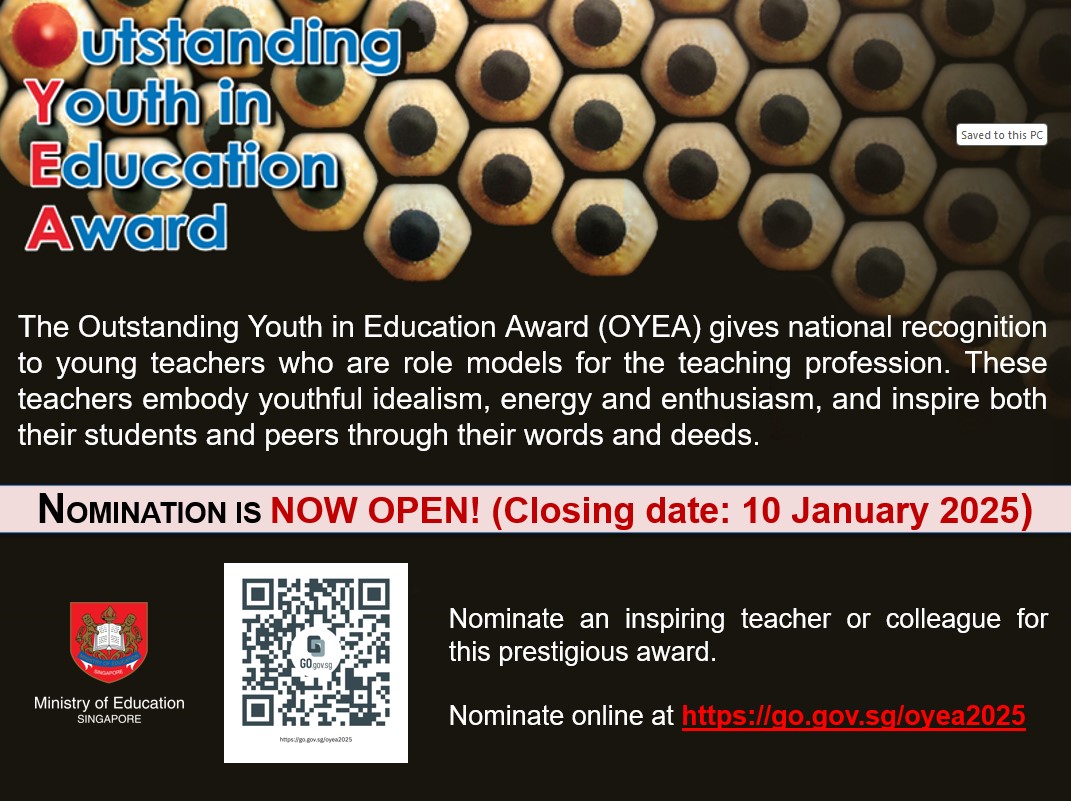 Outstanding
Youth in
Education
Award
Saved to this PC
The Outstanding Youth in Education Award (OYEA) gives national recognition
to young teachers who are role models for the teaching profession. These
teachers embody youthful idealism, energy and enthusiasm, and inspire both
their students and peers through their words and deeds.
NOMINATION IS NOW OPEN! (Closing date: 10 January 2025)
Nominate an inspiring teacher or colleague for
this prestigious award.
Nominate online at https://go.gov.sg/oyea2025
GO.gov.sg
https://go.gov.sg/oyea2025
SINGAPORE
Ministry of Education
SINGAPORE